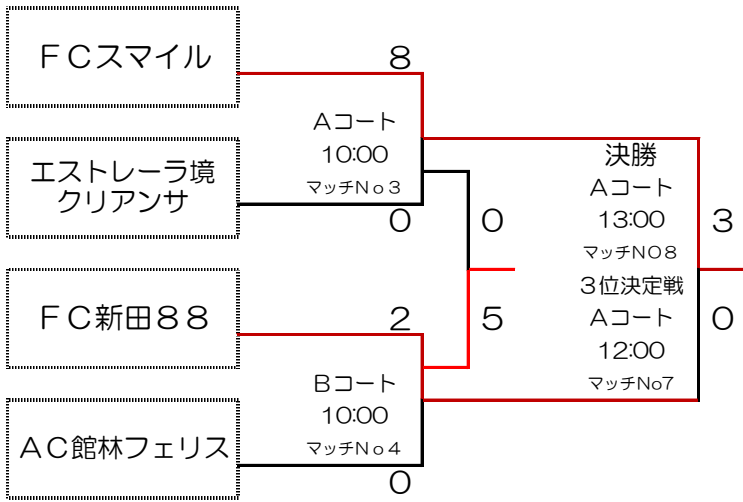 ＦＣスマイル
8
Ａコート
10:00
マッチＮｏ３
エストレーラ境
クリアンサ
0
ＦＣ新田８８
2
Ｂコート
10:00
マッチＮｏ４
ＡＣ館林フェリス
0
0
5
決勝
Ａコート
13:00
マッチNO８
３位決定戦
Ａコート
12:00
マッチNo7
3
0